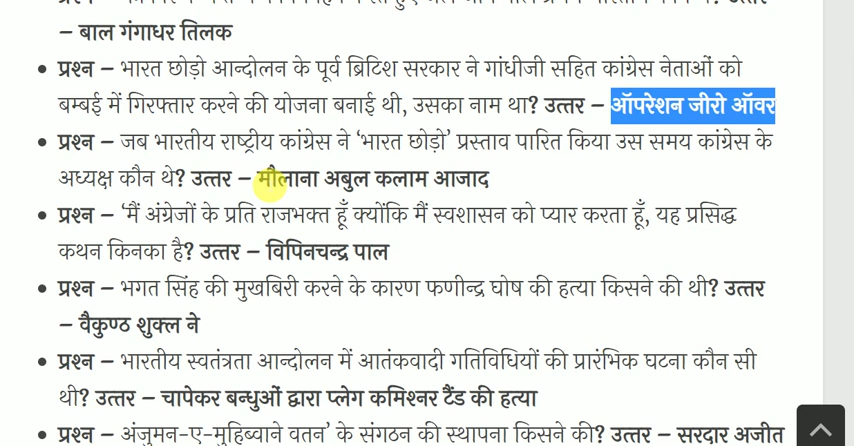 – बाल गंगाधर तिलक
प्रश्न – भारत छोड़ो आन्दोलन के पूर्व ब्रिटिश सरकार ने गांधीजी सहित कांग्रेस नेताओं को
बम्बई में गिरफ्तार करने की योजना बनाई थी, उसका नाम था? उत्तर – ऑपरेशन जीरो ऑवर
प्रश्न – जब भारतीय राष्ट्रीय कांग्रेस ने ‘भारत छोड़ो’ प्रस्ताव पारित किया उस समय कांग्रेस के
अध्यक्ष कौन थे? उत्तर – मौलाना अबुल कलाम आजाद
प्रश्न – ‘मैं अंग्रेजों के प्रति राजभक्त हूँ क्योंकि मैं स्वशासन को प्यार करता हूँ, यह प्रसिद्ध
कथन किनका है? उत्तर – विपिनचन्द्र पाल
प्रश्न – भगत सिंह की मुखबिरी करने के कारण फणीन्द्र घोष की हत्या किसने की थी? उत्तर
– वैकुण्ठ शुक्ल ने
प्रश्न – भारतीय स्वतंत्रता आन्दोलन में आतंकवादी गतिविधियों की प्रारंभिक घटना कौन सी
थी? उत्तर – चापेकर बन्धुओं द्वारा प्लेग कमिश्नर टैंड की हत्या
प्रश्न – अंजुमन-ए-मुहिब्वाने वतन’ के संगठन की स्थापना किसने की? उत्तर – सरदार अजीत